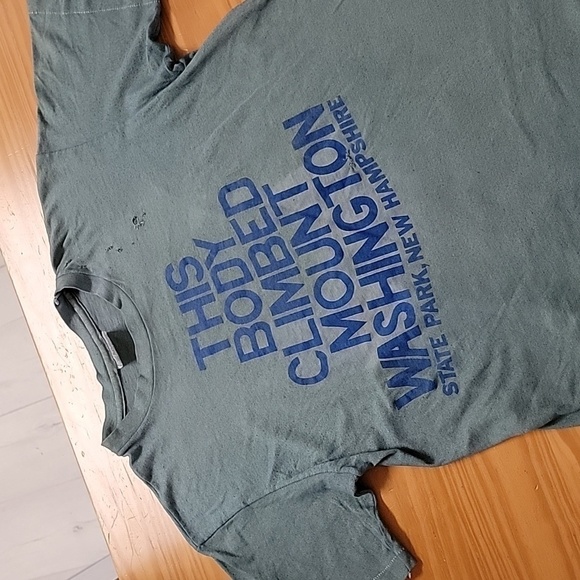 THIS
BODY
CLIMBED
MOUNT
WASHINGTON
STATE PARK, NEW HAMPSHIRE